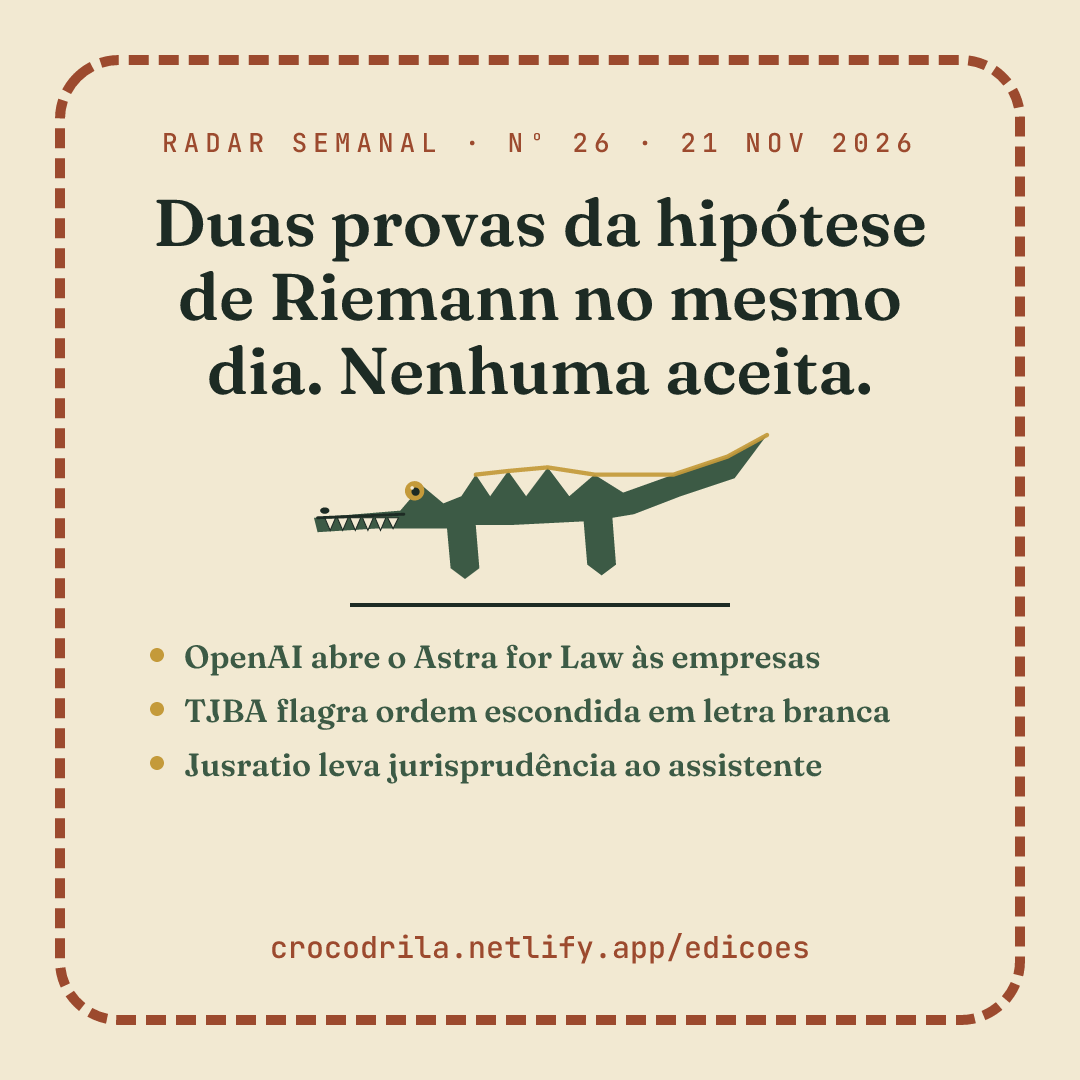 RADAR SEMANAL · Nº 26 · 21 NOV 2026
Duas provas da hipótese
de Riemann no mesmo
dia. Nenhuma aceita.
OpenAI abre o Astra for Law às empresas
TJBA flagra ordem escondida em letra branca
Jusratio leva jurisprudência ao assistente
crocodrila.netlify.app/edicoes